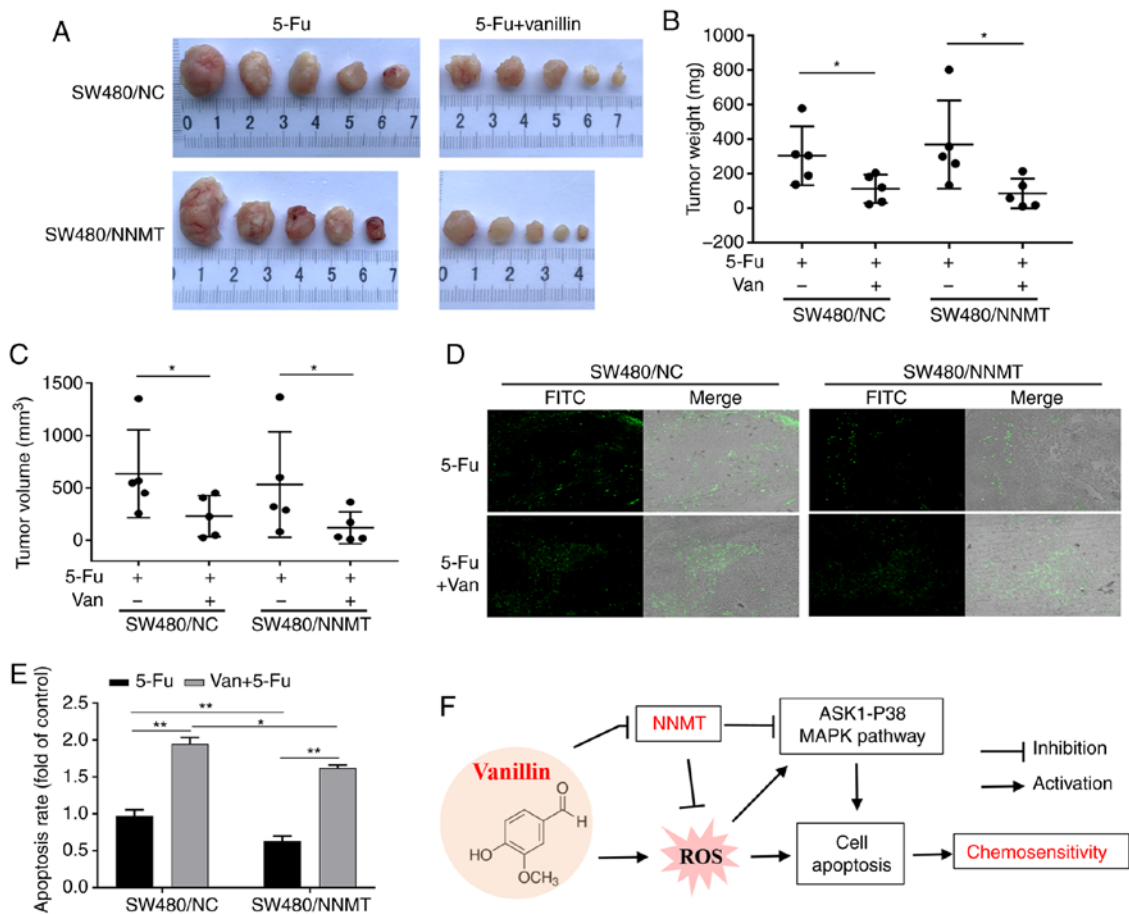 A
5-Fu
5-Fu+vanillin
SW480/NC
0 1 2 3 4 5 6 7
2 3 4 5 6 7
SW480/NNMT
1 2 3 4 5 6 7
0 1 2 3 4
B
Tumor weight (mg)
1000
800
600
400
200
0
−200
*
*
5-Fu + + + +
Van − + − +
SW480/NC SW480/NNMT
C
Tumor volume (mm³)
1500
1000
500
0
*
*
5-Fu + + + +
Van − + − +
SW480/NC SW480/NNMT
D
SW480/NC SW480/NNMT
FITC Merge FITC Merge
5-Fu
5-Fu
+Van
E
5-Fu Van+5-Fu
Apoptosis rate (fold of control)
2.5
2.0
1.5
1.0
0.5
0.0
**
** *
**
SW480/NC SW480/NNMT
F
NNMT
ASK1-P38
MAPK pathway
Inhibition
Activation
Vanillin
O
H
HO
OCH₃
ROS
Cell
apoptosis
Chemosensitivity